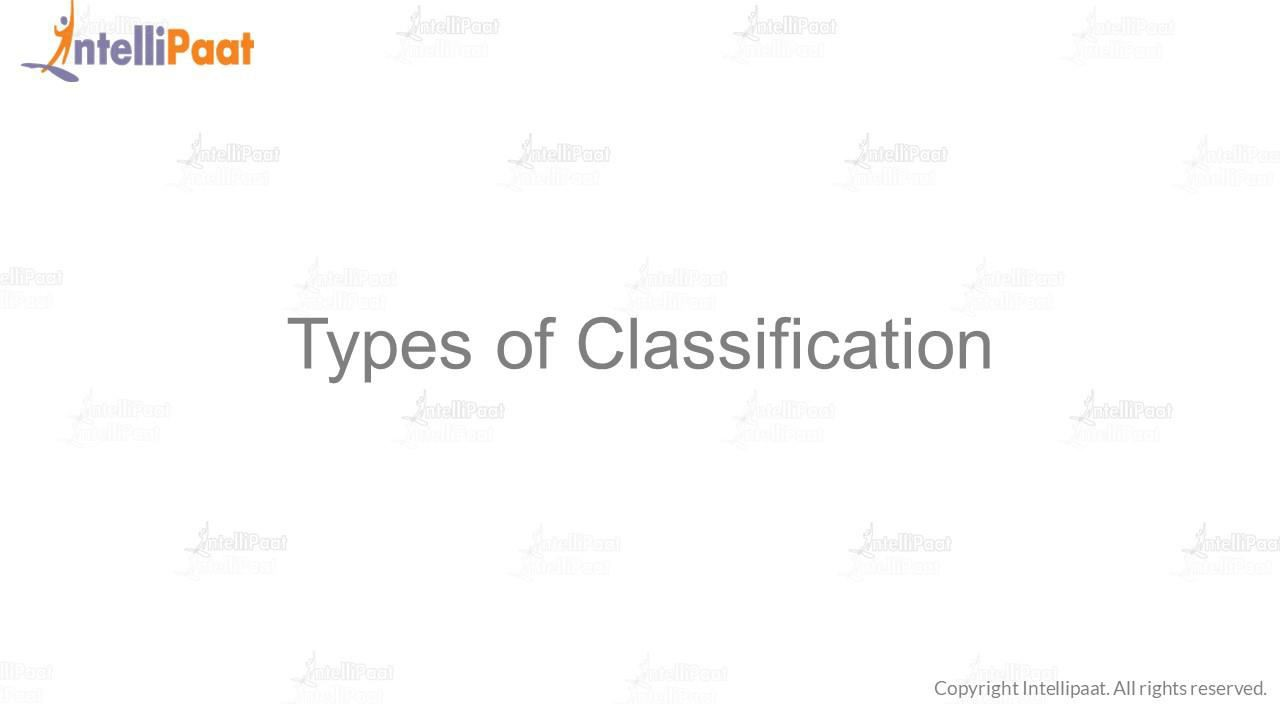 IntelliPaat
Types of Classification
Copyright Intellipaat. All rights reserved.